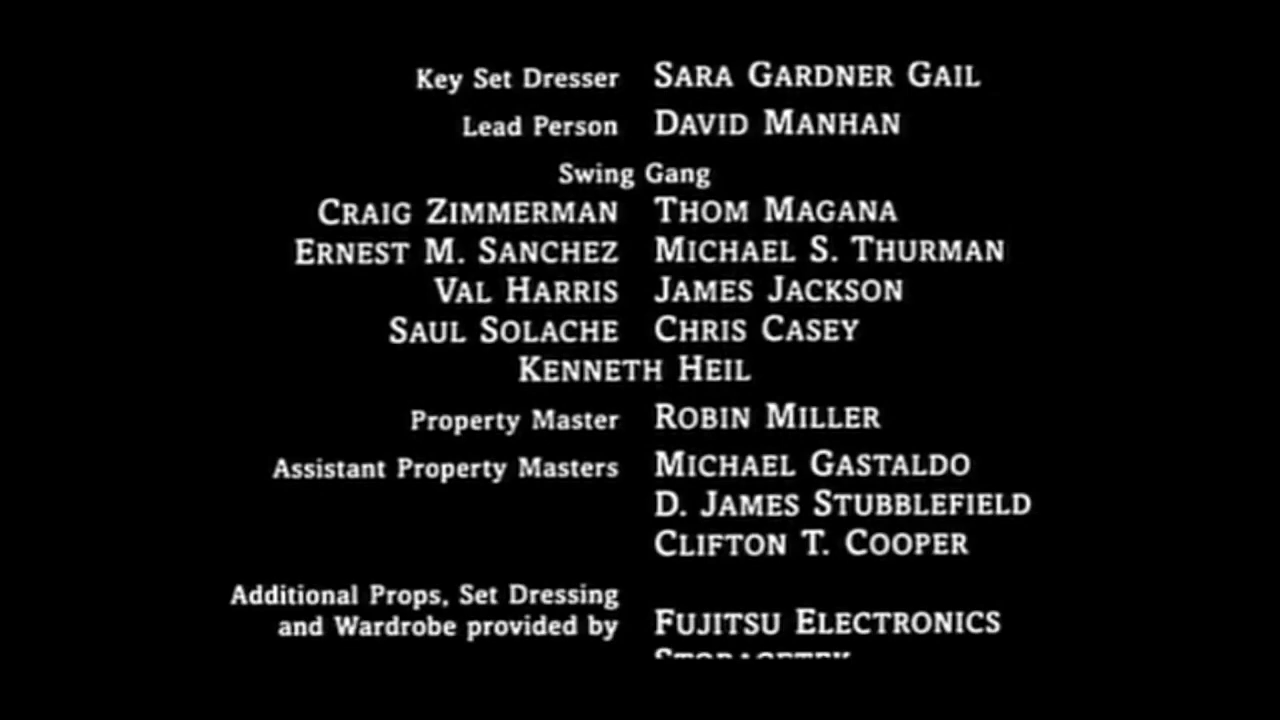 Key Set Dresser SARA GARDNER GAIL
Lead Person DAVID MANHAN
Swing Gang
CRAIG ZIMMERMAN THOM MAGANA
ERNEST M. SANCHEZ MICHAEL S. THURMAN
VAL HARRIS JAMES JACKSON
SAUL SOLACHE CHRIS CASEY
KENNETH HEIL
Property Master ROBIN MILLER
Assistant Property Masters MICHAEL GASTALDO
D. JAMES STUBBLEFIELD
CLIFTON T. COOPER
Additional Props, Set Dressing
and Wardrobe provided by FUJITSU ELECTRONICS